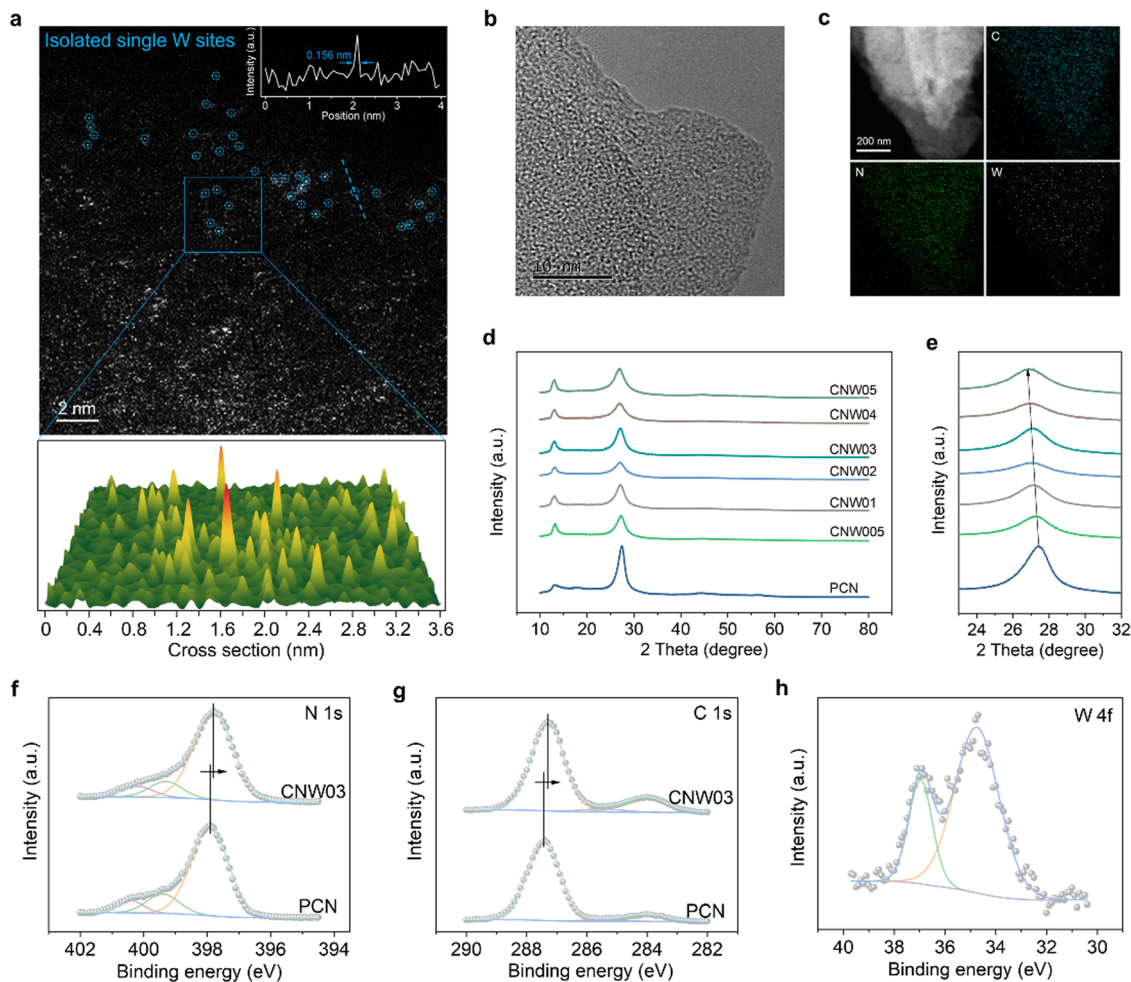 a
Isolated single W sites
Intensity (a.u.)
0.156 nm
0 1 2 3 4
Position (nm)
2 nm
0 0.4 0.8 1.2 1.6 2.0 2.4 2.8 3.2 3.6
Cross section (nm)
b
10 nm
c
C
200 nm
N
W
d
Intensity (a.u.)
CNW05
CNW04
CNW03
CNW02
CNW01
CNW005
PCN
10 20 30 40 50 60 70 80
2 Theta (degree)
e
Intensity (a.u.)
24 26 28 30 32
2 Theta (degree)
f
N 1s
Intensity (a.u.)
CNW03
PCN
402 400 398 396 394
Binding energy (eV)
g
C 1s
Intensity (a.u.)
CNW03
PCN
290 288 286 284 282
Binding energy (eV)
h
W 4f
Intensity (a.u.)
40 38 36 34 32 30
Binding energy (eV)